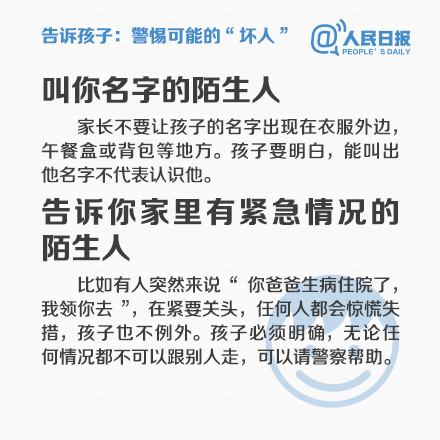 告诉孩子：警惕可能的“坏人”
@人民日报
PEOPLE'S DAILY
叫你名字的陌生人
家长不要让孩子的名字出现在衣服外边，
午餐盒或背包等地方。孩子要明白，能叫出
他名字不代表认识他。
告诉你家里有紧急情况的
陌生人
比如有人突然来说“ 你爸爸生病住院了，
我领你去 ”，在紧要关头，任何人都会惊慌失
措，孩子也不例外。孩子必须明确，无论任
何情况都不可以跟别人走，可以请警察帮助。